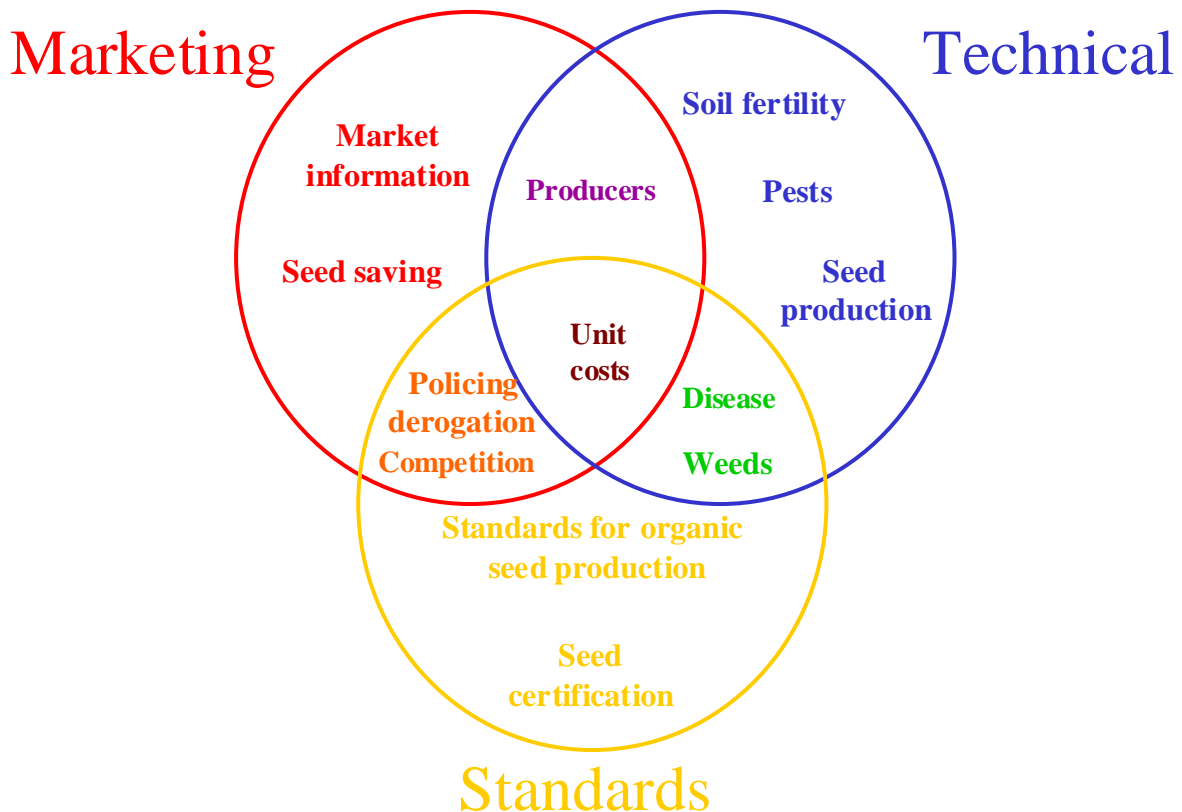 Marketing
Technical
Soil fertility
Market
information
Producers
Pests
Seed saving
Seed
production
Unit
costs
Policing
derogation
Competition
Disease
Weeds
Standards for organic
seed production
Seed
certification
Standards